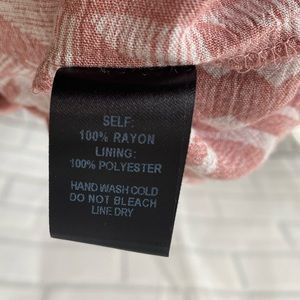 SELF:
100% RAYON
LINING:
100% POLYESTER
HAND WASH COLD
DO NOT BLEACH
LINE DRY